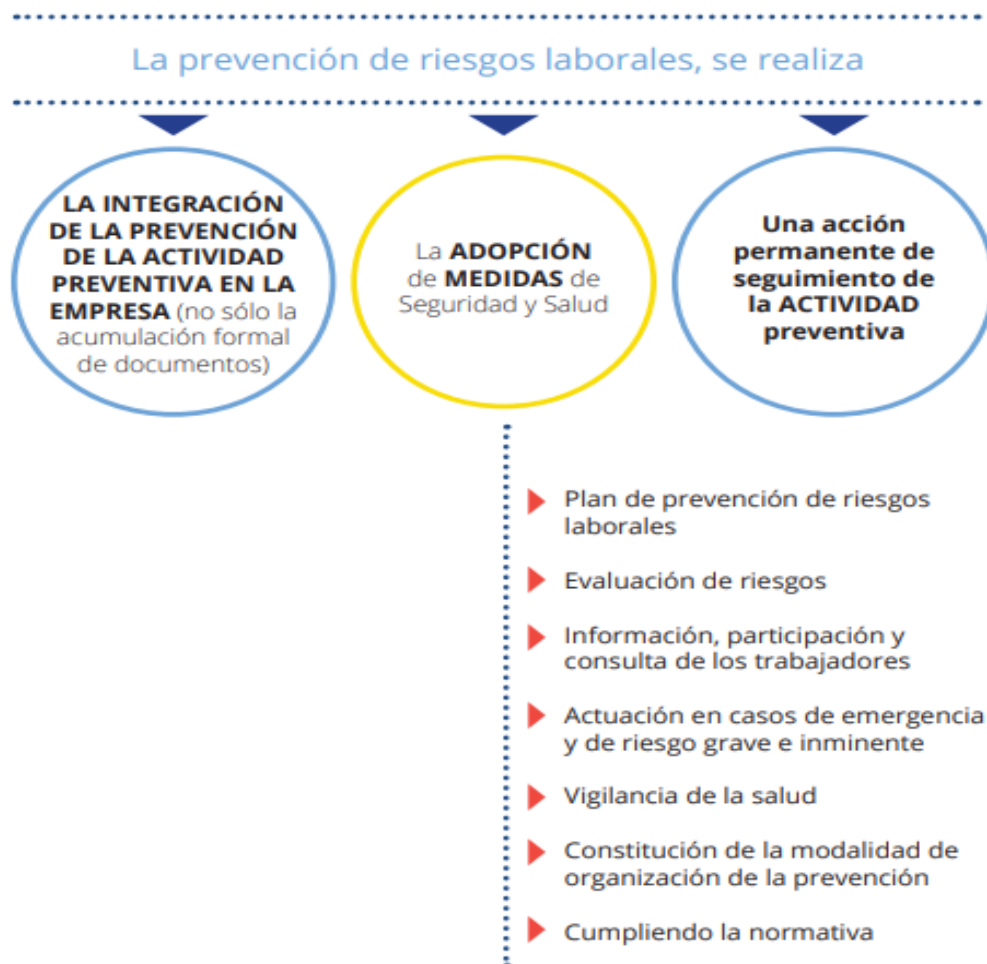 La prevención de riesgos laborales, se realiza
LA INTEGRACIÓN
DE LA PREVENCIÓN
DE LA ACTIVIDAD
PREVENTIVA EN LA
EMPRESA (no sólo la
acumulación formal
de documentos)
La ADOPCIÓN
de MEDIDAS de
Seguridad y Salud
Una acción
permanente de
seguimiento de
la ACTIVIDAD
preventiva
Plan de prevención de riesgos
laborales
Evaluación de riesgos
Información, participación y
consulta de los trabajadores
Actuación en casos de emergencia
y de riesgo grave e inminente
Vigilancia de la salud
Constitución de la modalidad de
organización de la prevención
Cumpliendo la normativa